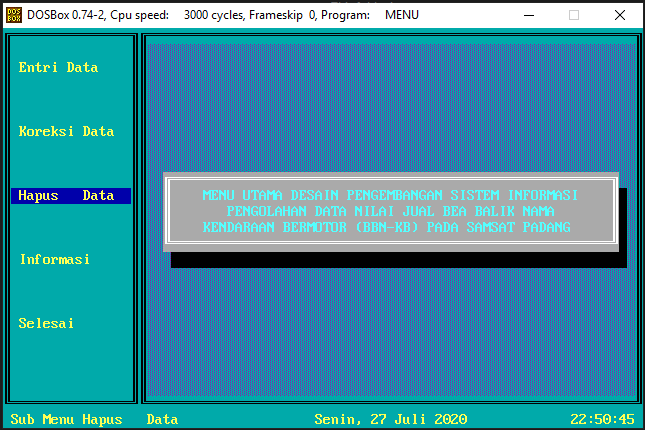 DOSBox 0.74-2, Cpu speed: 3000 cycles, Frameskip 0, Program: MENU
Entri Data
Koreksi Data
Hapus Data
Informasi
Selesai
MENU UTAMA DESAIN PENGEMBANGAN SISTEM INFORMASI
PENGOLAHAN DATA NILAI JUAL BEA BALIK NAMA
KENDARAAN BERMOTOR (BBN-KB) PADA SAMSAT PADANG
Sub Menu Hapus Data Senin, 27 Juli 2020 22:50:45